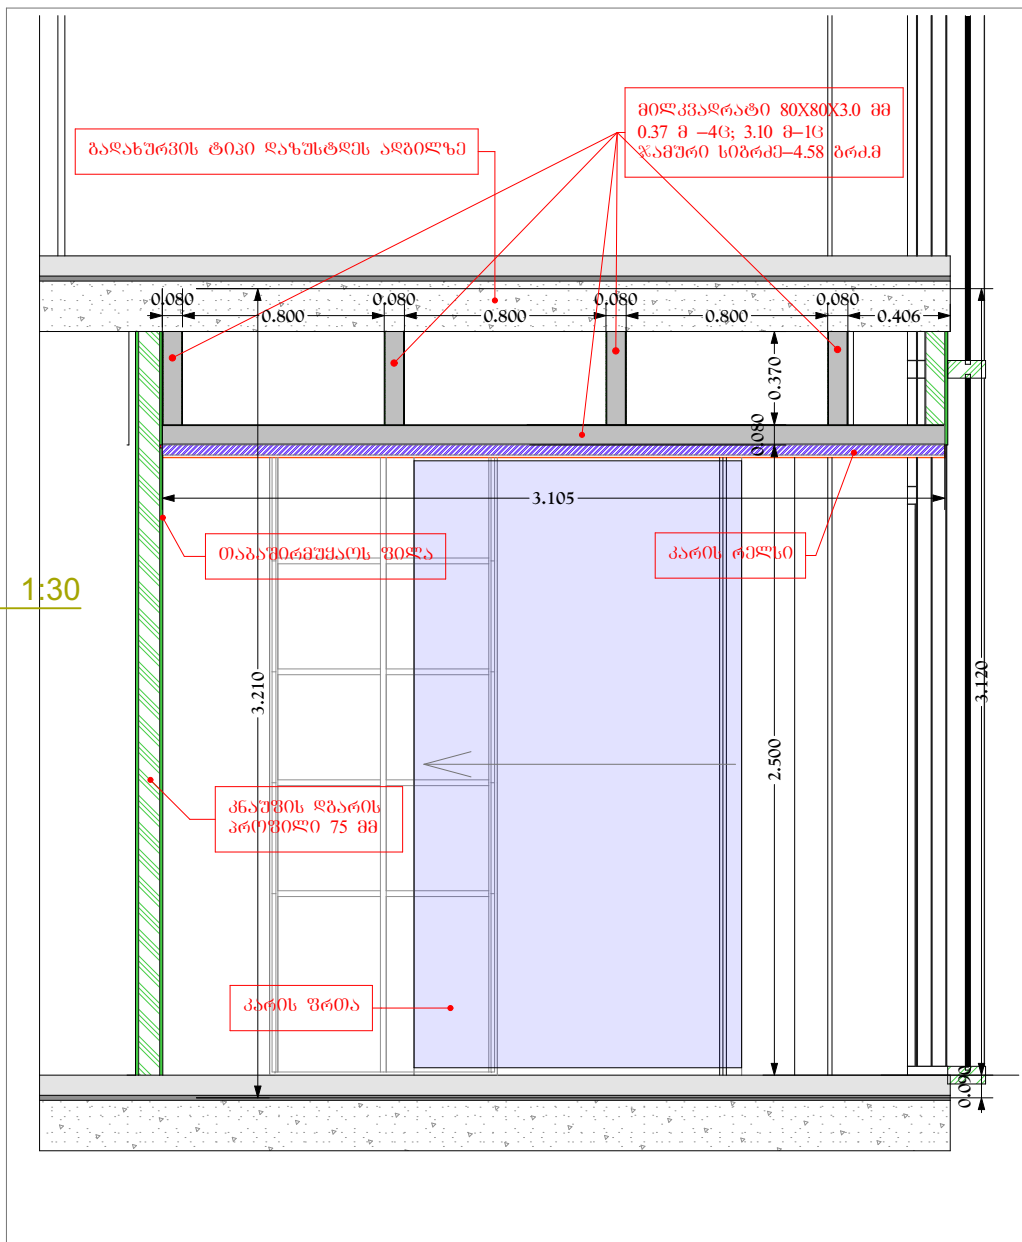 მილკვადრატი 80X80X3.0 მმ
0.37 მ -4ც; 3.10 მ-1ც
ჯამური სიგრძე-4.58 გრძ.მ
გადახურვის ტიპი დაზუსტდეს ადგილზე
0.080
0.080
0.080
0.080
0.800
0.800
0.800
0.406
0.370
0.080
3.105
თაბაშირმუყაოს ფილა
კარის რელსი
1:30
3.210
3.120
2.500
კნაუფის დგარის
პროფილი 75 მმ
კარის ფრთა
0.090